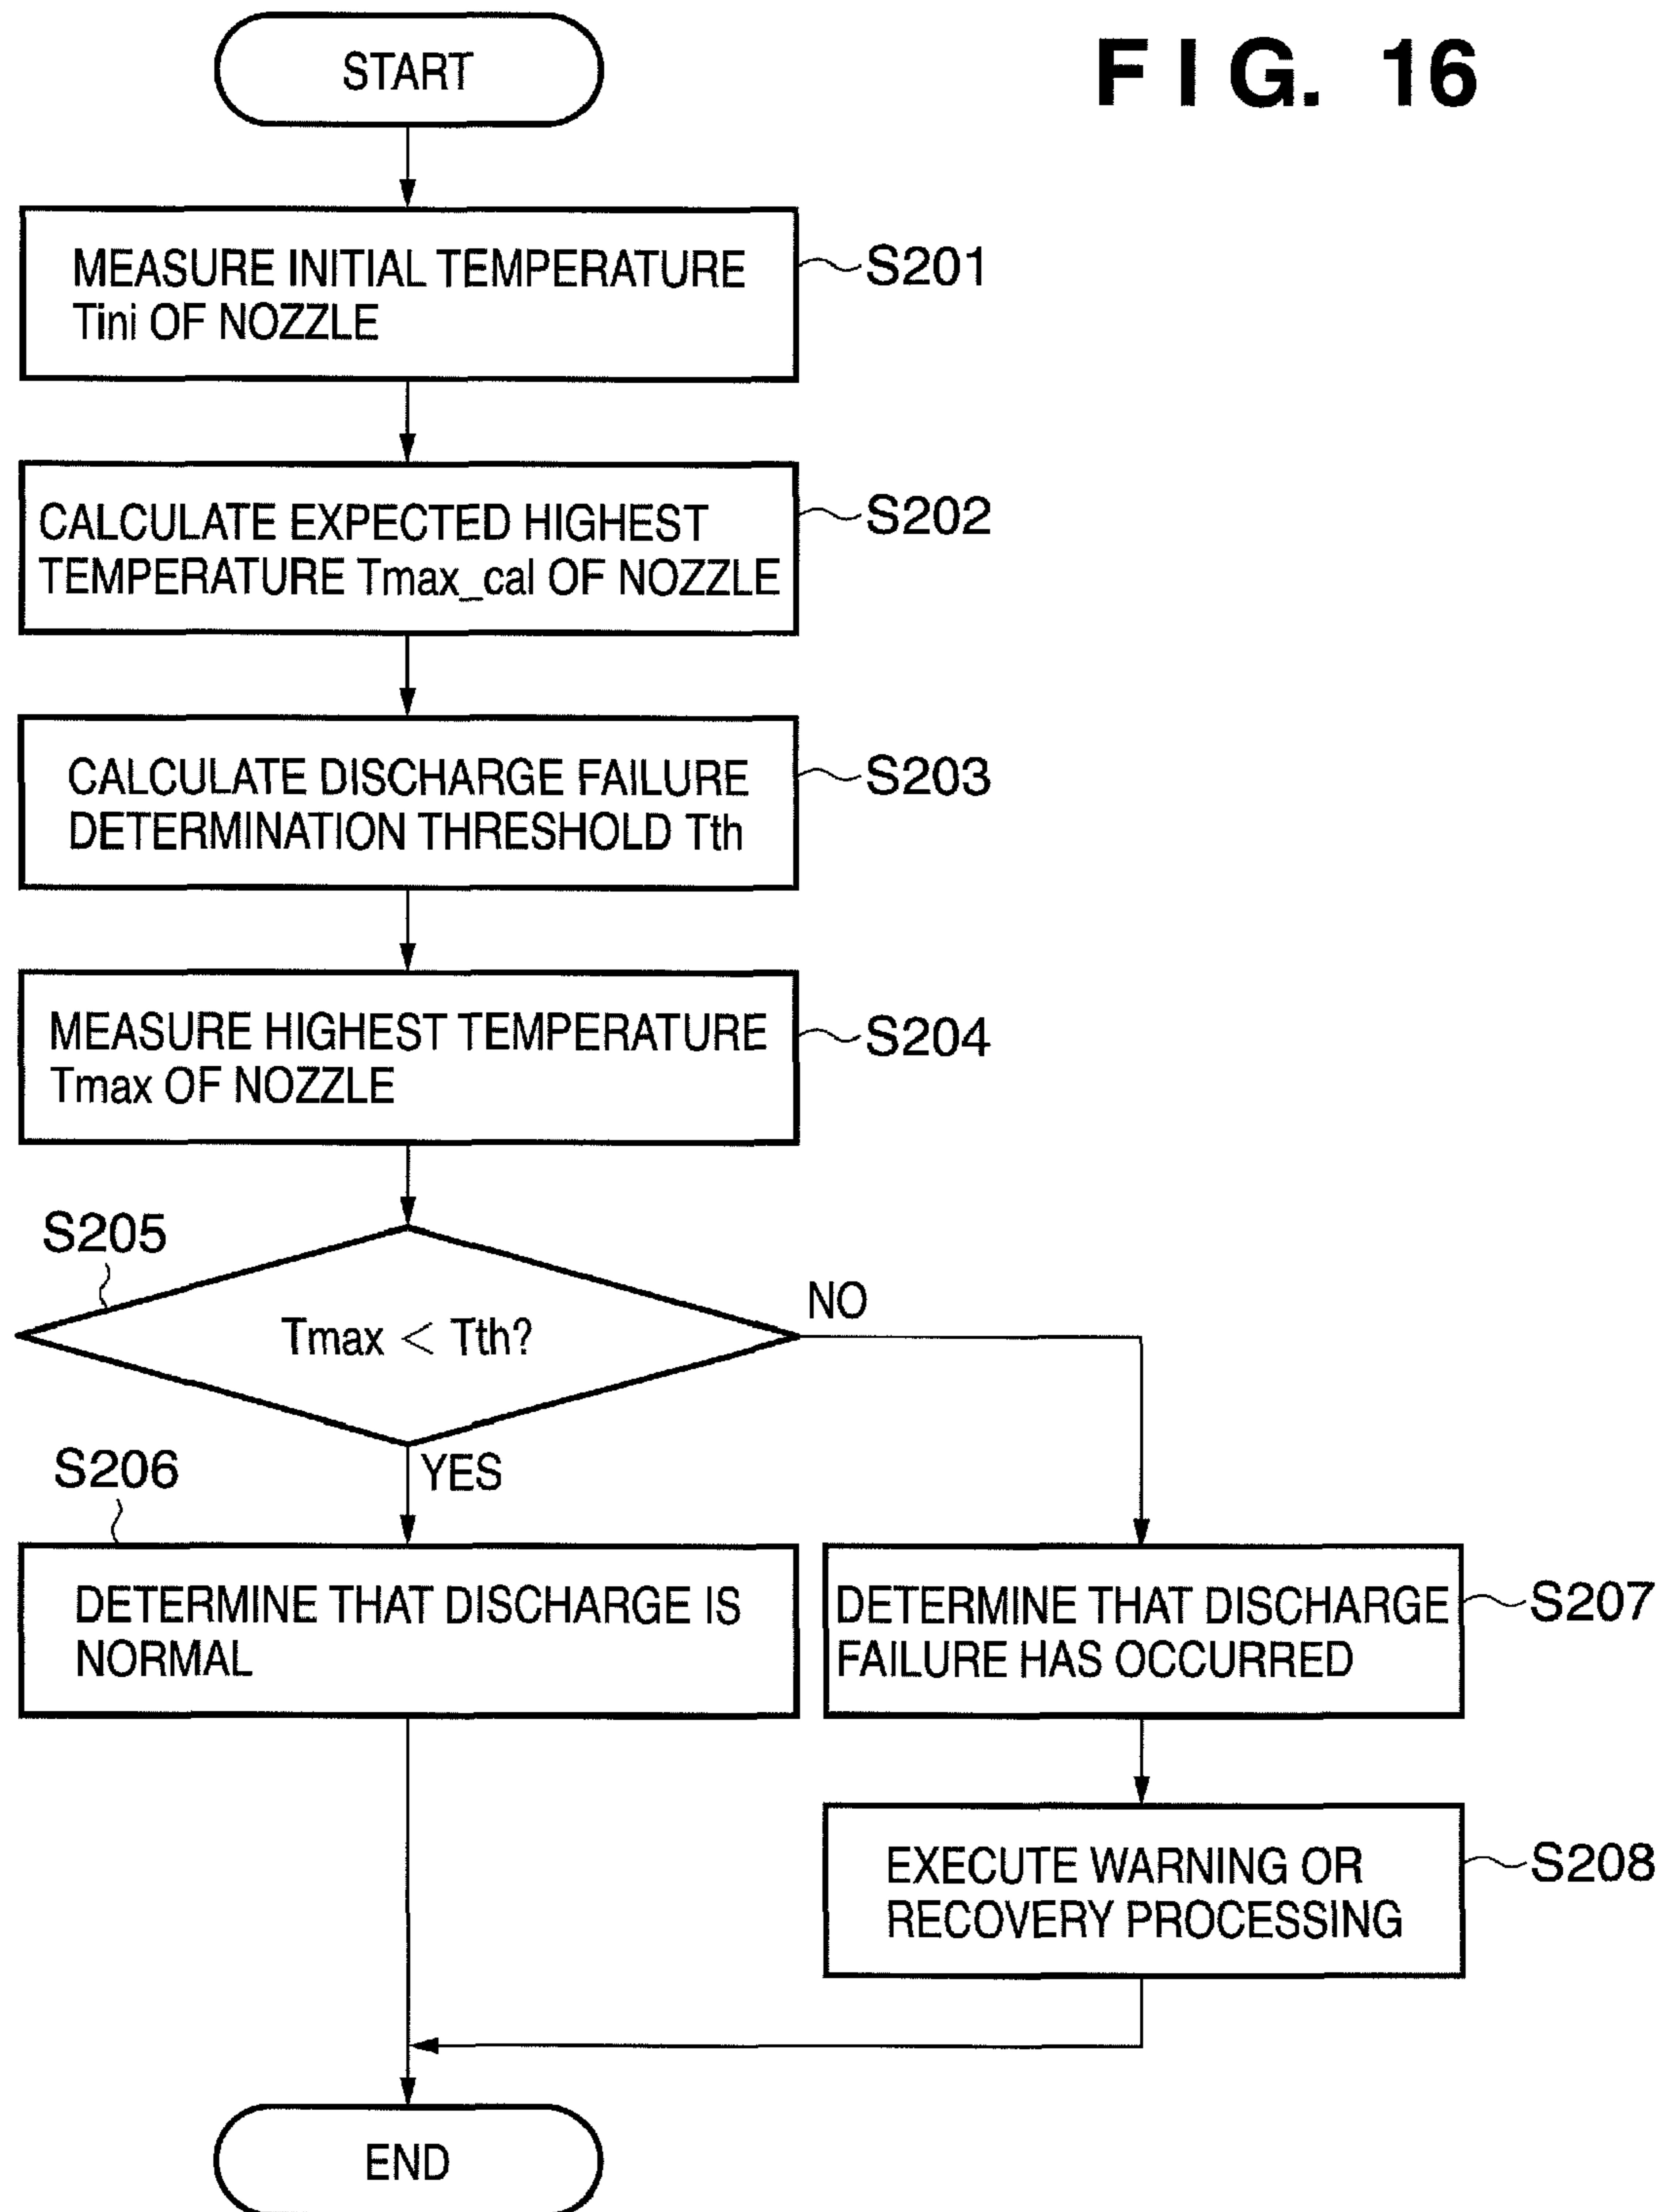 FIG. 16
START
MEASURE INITIAL TEMPERATURE
Tini OF NOZZLE
S201
CALCULATE EXPECTED HIGHEST
TEMPERATURE Tmax_cal OF NOZZLE
S202
CALCULATE DISCHARGE FAILURE
DETERMINATION THRESHOLD Tth
S203
MEASURE HIGHEST TEMPERATURE
Tmax OF NOZZLE
S204
S205
Tmax < Tth?
NO
YES
S206
DETERMINE THAT DISCHARGE IS
NORMAL
DETERMINE THAT DISCHARGE
FAILURE HAS OCCURRED
S207
EXECUTE WARNING OR
RECOVERY PROCESSING
S208
END